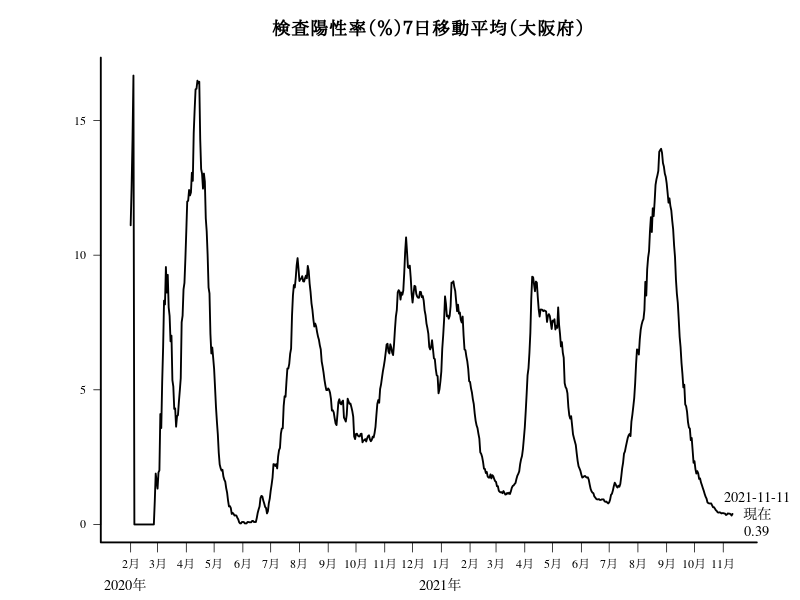 検査陽性率(%)7日移動平均(大阪府)
15
10
5
0
2021-11-11
現在
0.39
2月 3月 4月 5月 6月 7月 8月 9月 10月 11月 12月 1月 2月 3月 4月 5月 6月 7月 8月 9月 10月 11月
2020年 2021年